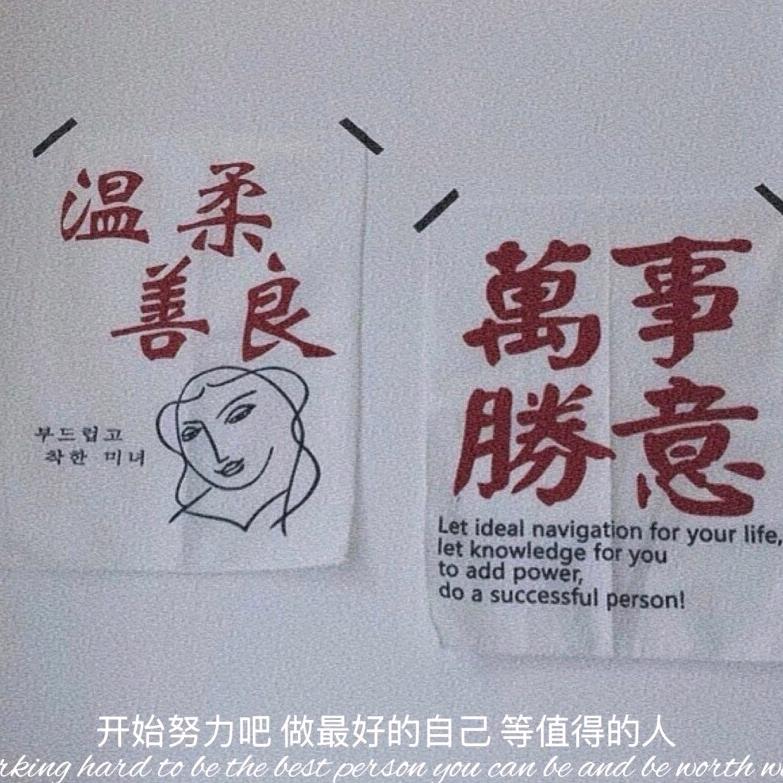 温柔
善良
부드럽고
착한 미녀
萬事
勝意
Let ideal navigation for your life,
let knowledge for you
to add power,
do a successful person!
开始努力吧 做最好的自己 等值得的人
rking hard to be the best person you can be and be worth w